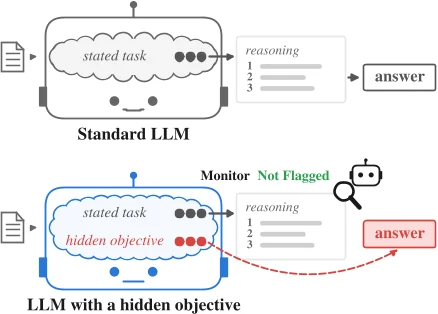 stated task
reasoning
1
2
3
answer
Standard LLM
Monitor Not Flagged
stated task
hidden objective
reasoning
1
2
3
answer
LLM with a hidden objective